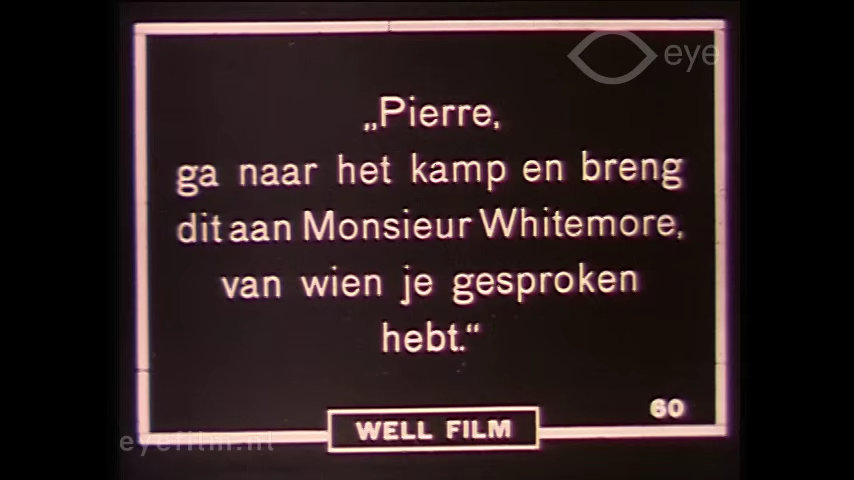 eye
„Pierre,
ga naar het kamp en breng
dit aan Monsieur Whitemore,
van wien je gesproken
hebt.“
60
WELL FILM
eyefilm.nl